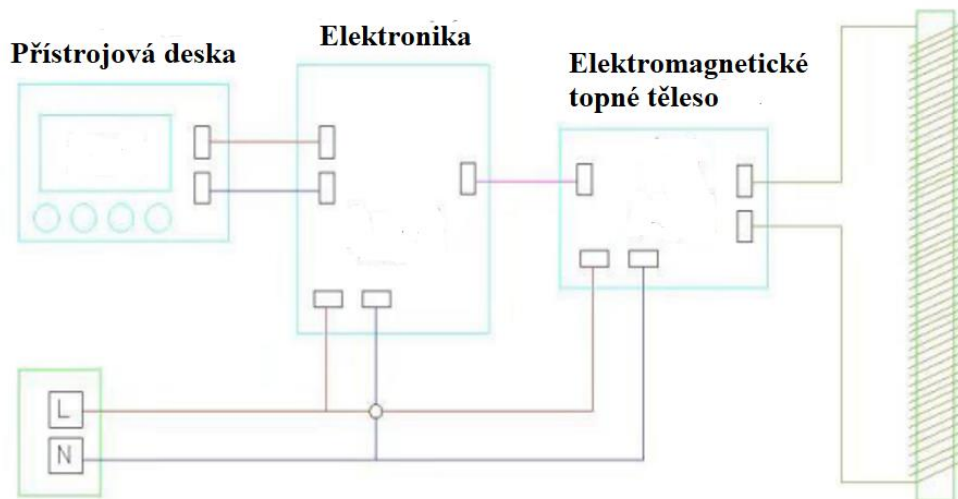 Přístrojová deska
Elektronika
Elektromagnetické
topné těleso
L
N